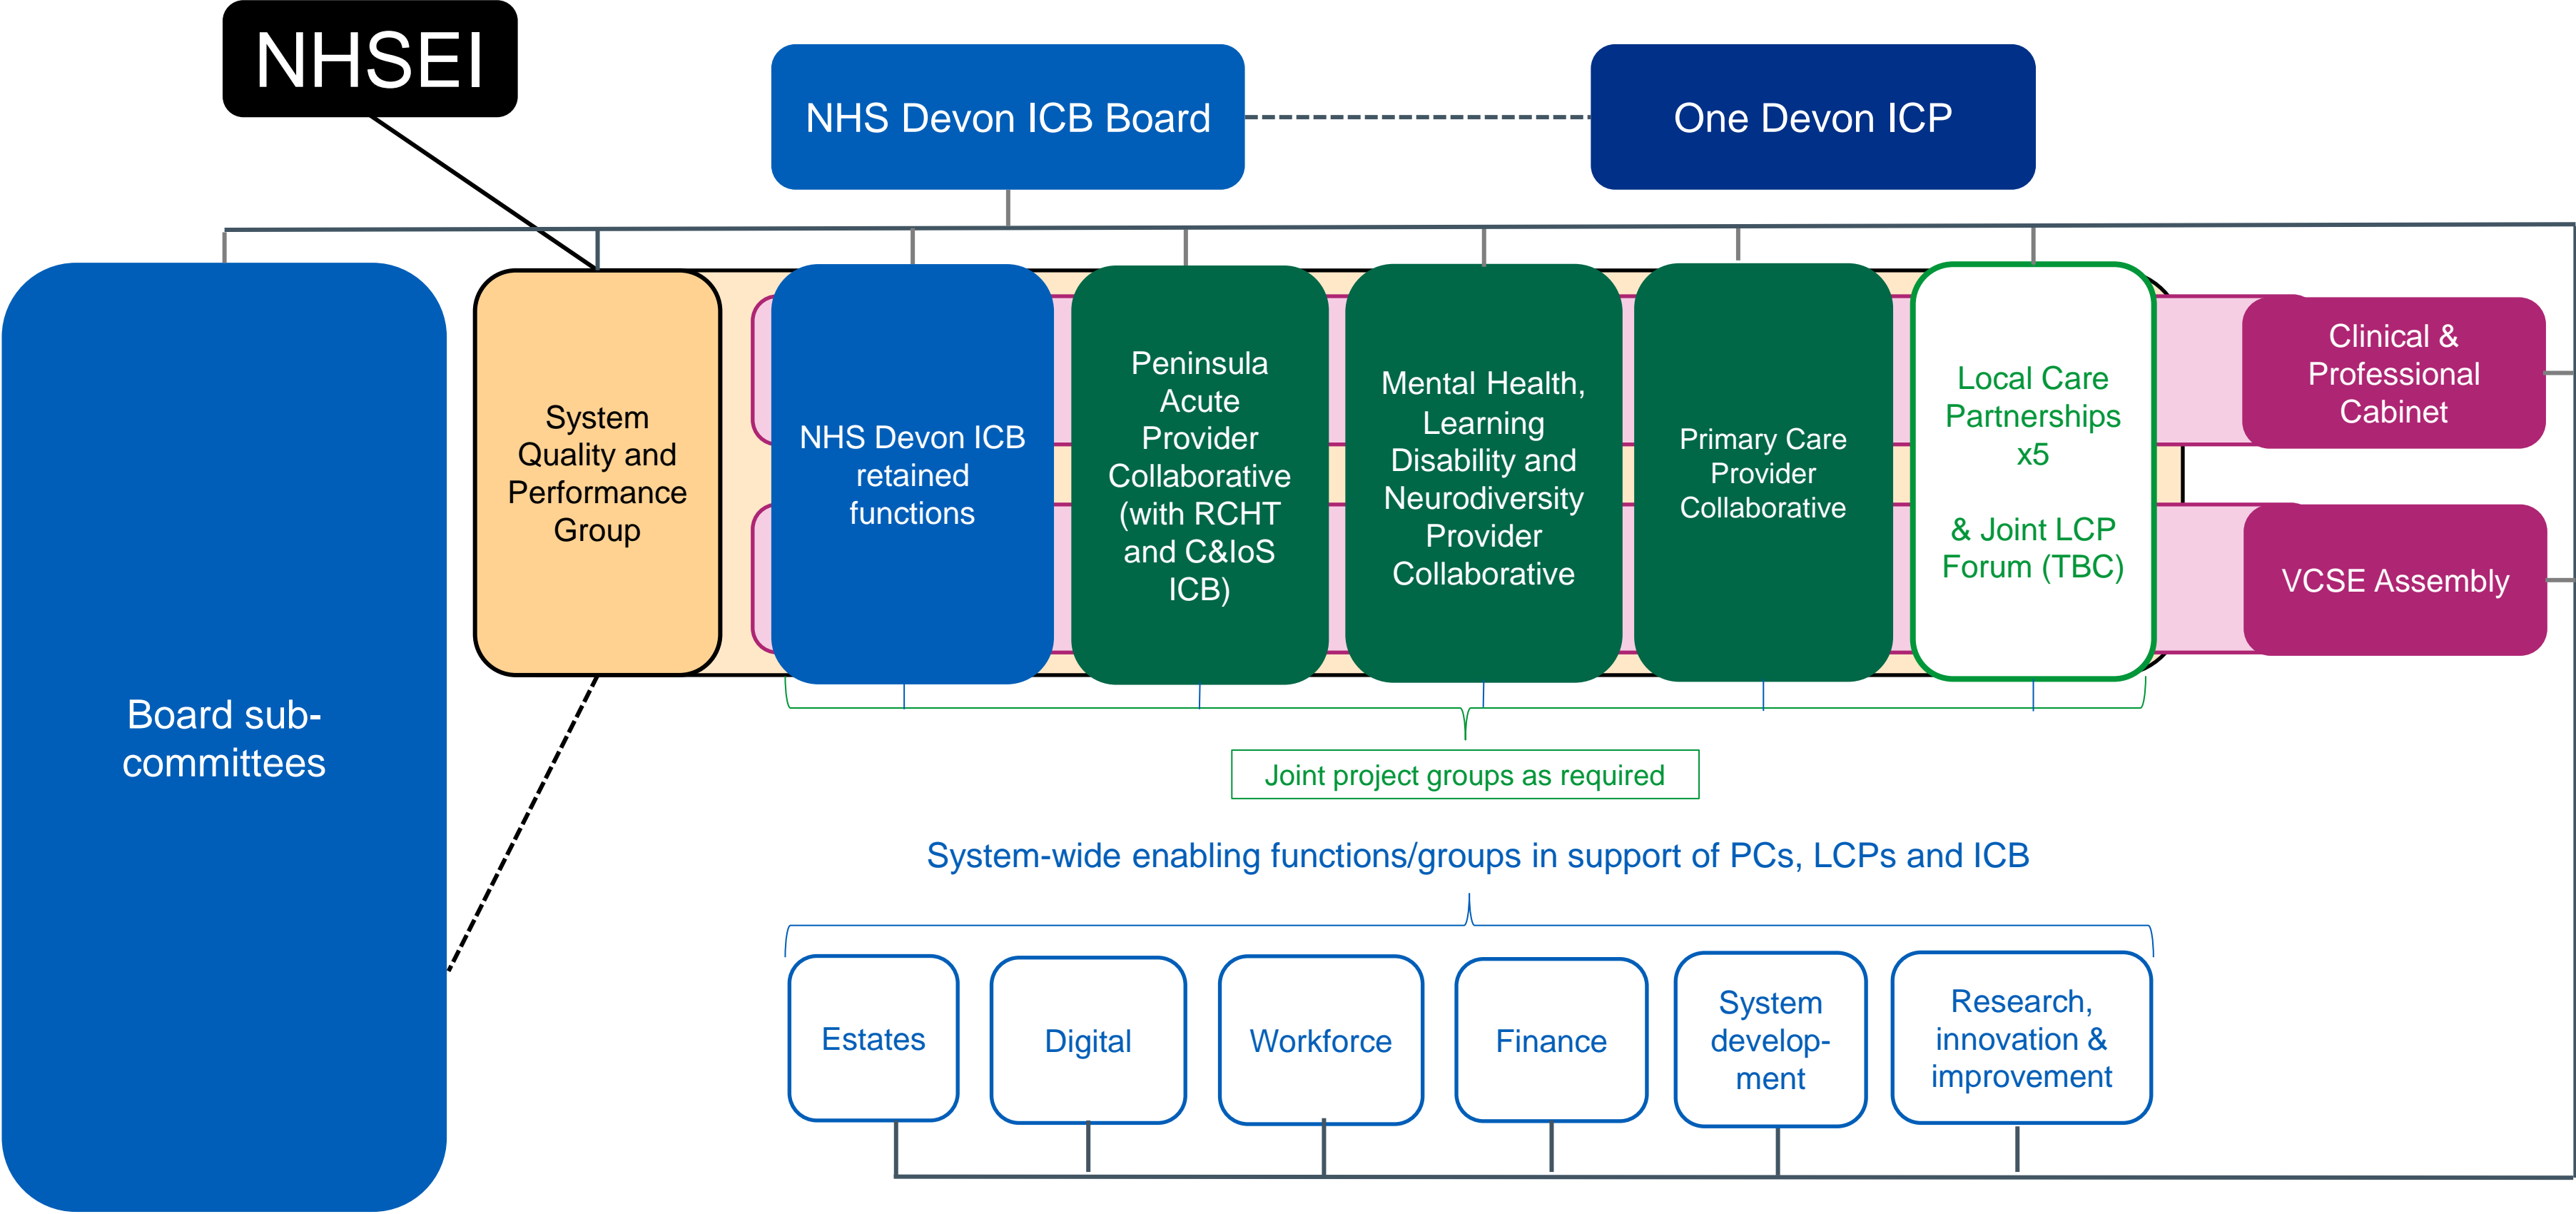 NHSEI
NHS Devon ICB Board
One Devon ICP
Board sub-
committees
System
Quality and
Performance
Group
NHS Devon ICB
retained
functions
Peninsula
Acute
Provider
Collaborative
(with RCHT
and C&IoS
ICB)
Mental Health,
Learning
Disability and
Neurodiversity
Provider
Collaborative
Primary Care
Provider
Collaborative
Local Care
Partnerships
x5
& Joint LCP
Forum (TBC)
Clinical &
Professional
Cabinet
VCSE Assembly
Joint project groups as required
System-wide enabling functions/groups in support of PCs, LCPs and ICB
Estates
Digital
Workforce
Finance
System
develop-
ment
Research,
innovation &
improvement